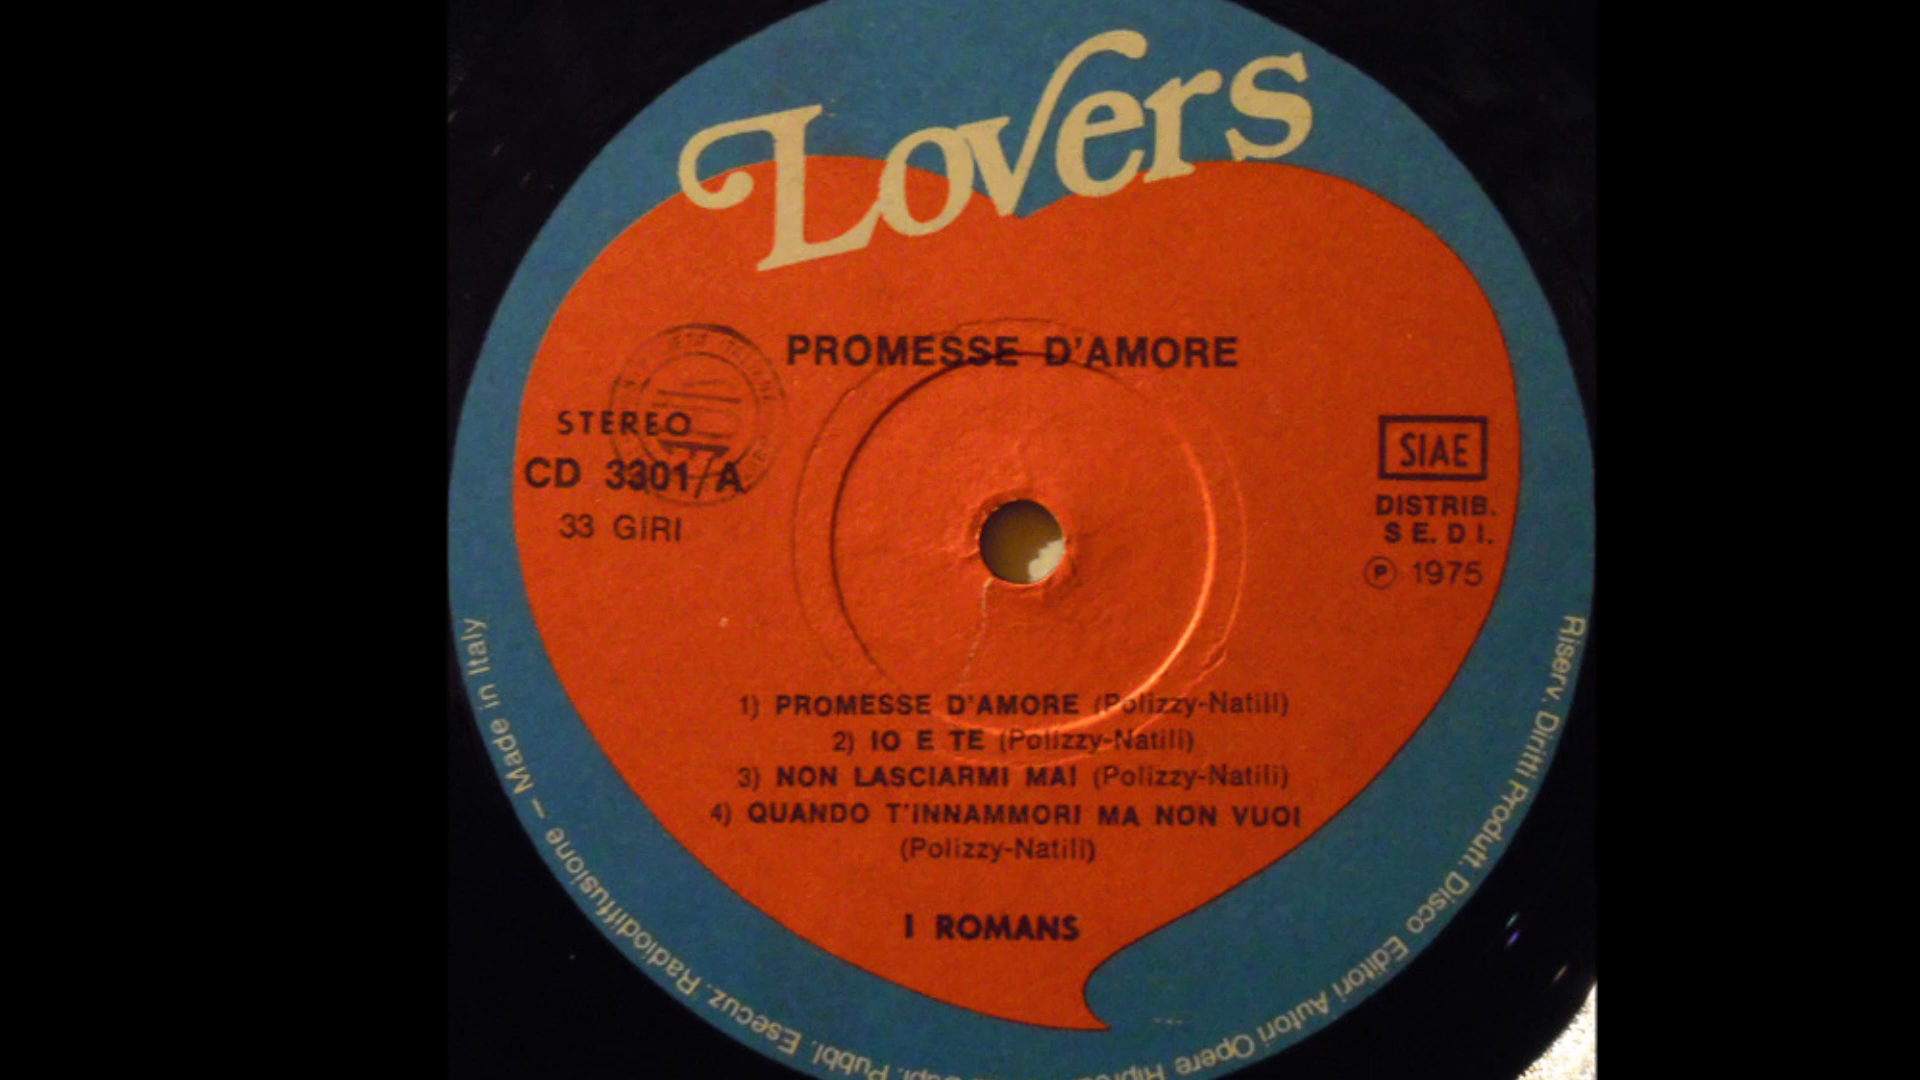 Lovers
PROMESSE D'AMORE
STEREO
CD 3301/A
33 GIRI
SIAE
DISTRIB.
S E. D I.
Ⓟ 1975
1) PROMESSE D'AMORE (Polizzy-Natili)
2) IO E TE (Polizzy-Natili)
3) NON LASCIARMI MAI (Polizzy-Natili)
4) QUANDO T'INNAMMORI MA NON VUOI
(Polizzy-Natili)
I ROMANS
Riserv. Diritti Produtt. Disco Editori Autori Opere
Pubbl. Esecuz. Radiodiffusione – Made in Italy